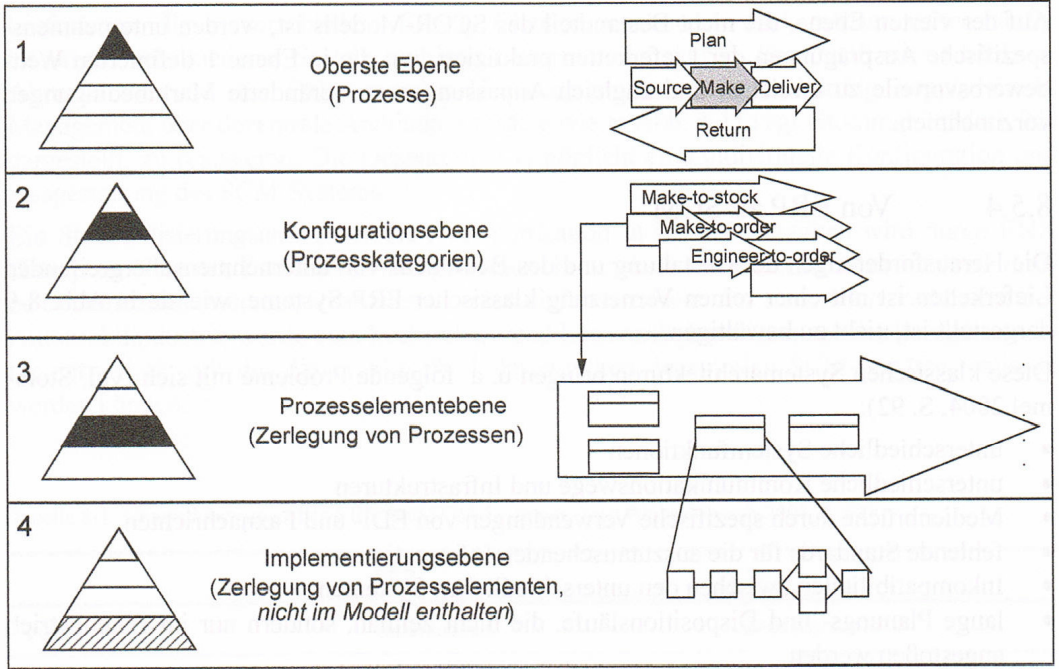 1
Oberste Ebene
(Prozesse)
Plan
Source Make Deliver
Return
2
Konfigurationsebene
(Prozesskategorien)
Make-to-stock
Make-to-order
Engineer-to-order
3
Prozesselementebene
(Zerlegung von Prozessen)
4
Implementierungsebene
(Zerlegung von Prozesselementen,
nicht im Modell enthalten)